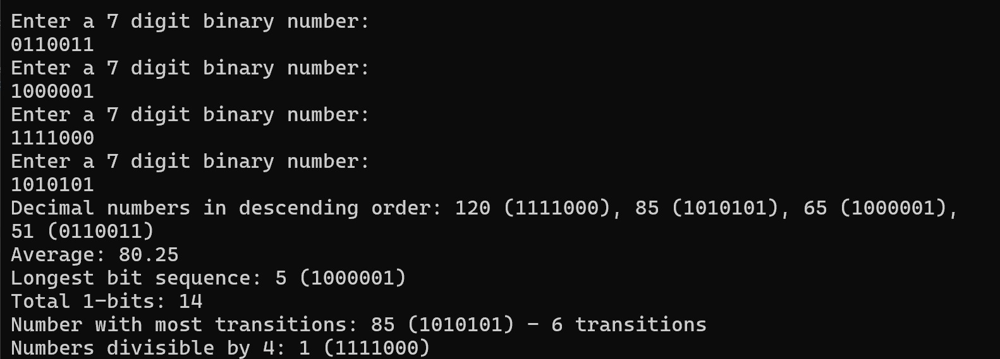 Enter a 7 digit binary number:
0110011
Enter a 7 digit binary number:
1000001
Enter a 7 digit binary number:
1111000
Enter a 7 digit binary number:
1010101
Decimal numbers in descending order: 120 (1111000), 85 (1010101), 65 (1000001),
51 (0110011)
Average: 80.25
Longest bit sequence: 5 (1000001)
Total 1-bits: 14
Number with most transitions: 85 (1010101) - 6 transitions
Numbers divisible by 4: 1 (1111000)